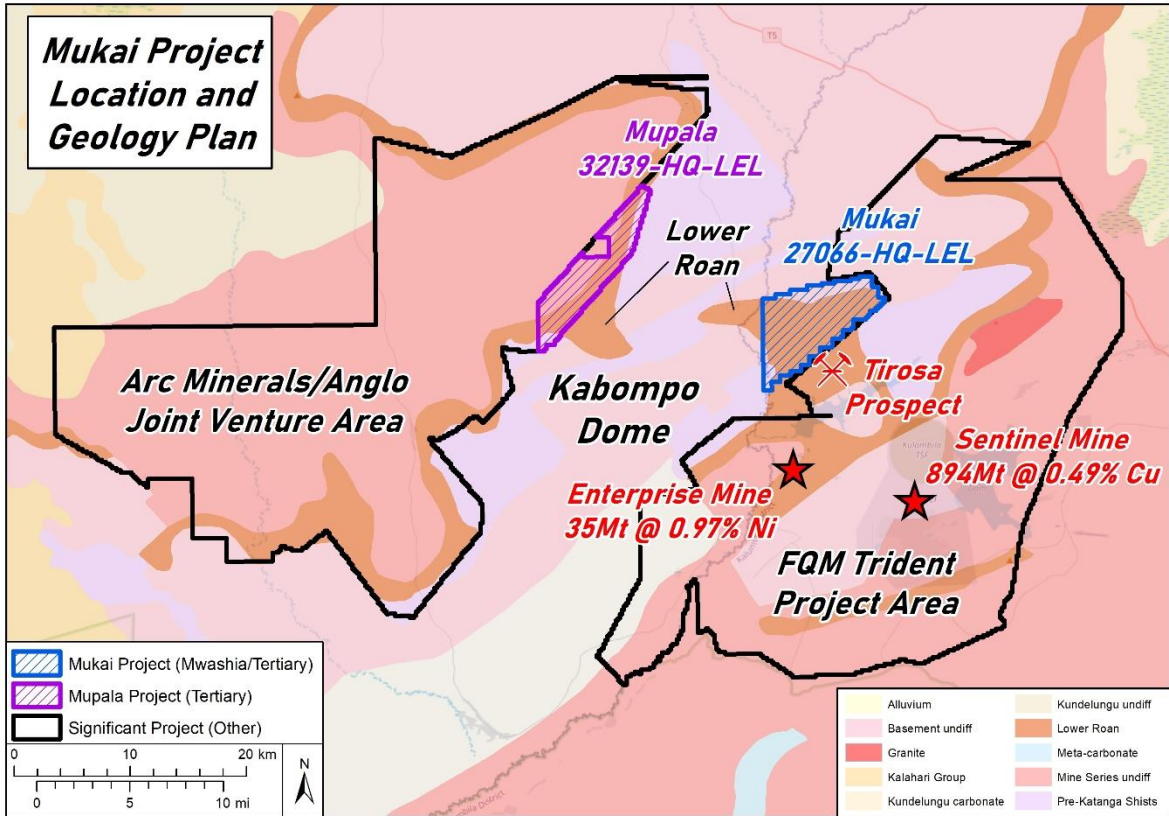 Mukai Project
Location and
Geology Plan
T5
Mupala
32139-HQ-LEL
Mukai
27066-HQ-LEL
Lower
Roan
Arc Minerals/Anglo
Joint Venture Area
Kabompo
Dome
Tirosa
Prospect
Kalumbila
TSF
Sentinel Mine
894Mt @ 0.49% Cu
Enterprise Mine
35Mt @ 0.97% Ni
FQM Trident
Project Area
Mukai Project (Mwashia/Tertiary)
Mupala Project (Tertiary)
Significant Project (Other)
0 10 20 km
0 5 10 mi
N
Alluvium
Basement undiff
Granite
Kalahari Group
Kundelungu carbonate
Kundelungu undiff
Lower Roan
Meta-carbonate
Mine Series undiff
Pre-Katanga Shists